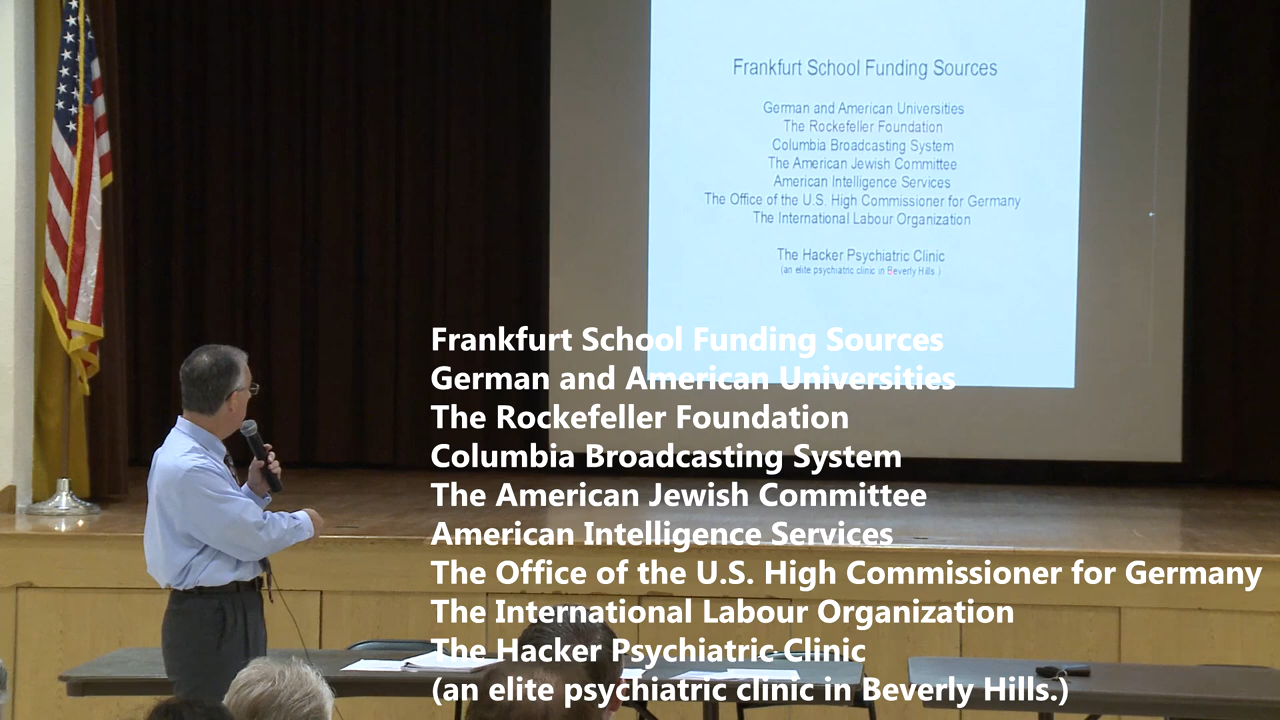 Frankfurt School Funding Sources
German and American Universities
The Rockefeller Foundation
Columbia Broadcasting System
The American Jewish Committee
American Intelligence Services
The Office of the U.S. High Commissioner for Germany
The International Labour Organization
The Hacker Psychiatric Clinic
(an elite psychiatric clinic in Beverly Hills.)
Frankfurt School Funding Sources
German and American Universities
The Rockefeller Foundation
Columbia Broadcasting System
The American Jewish Committee
American Intelligence Services
The Office of the U.S. High Commissioner for Germany
The International Labour Organization
The Hacker Psychiatric Clinic
(an elite psychiatric clinic in Beverly Hills.)